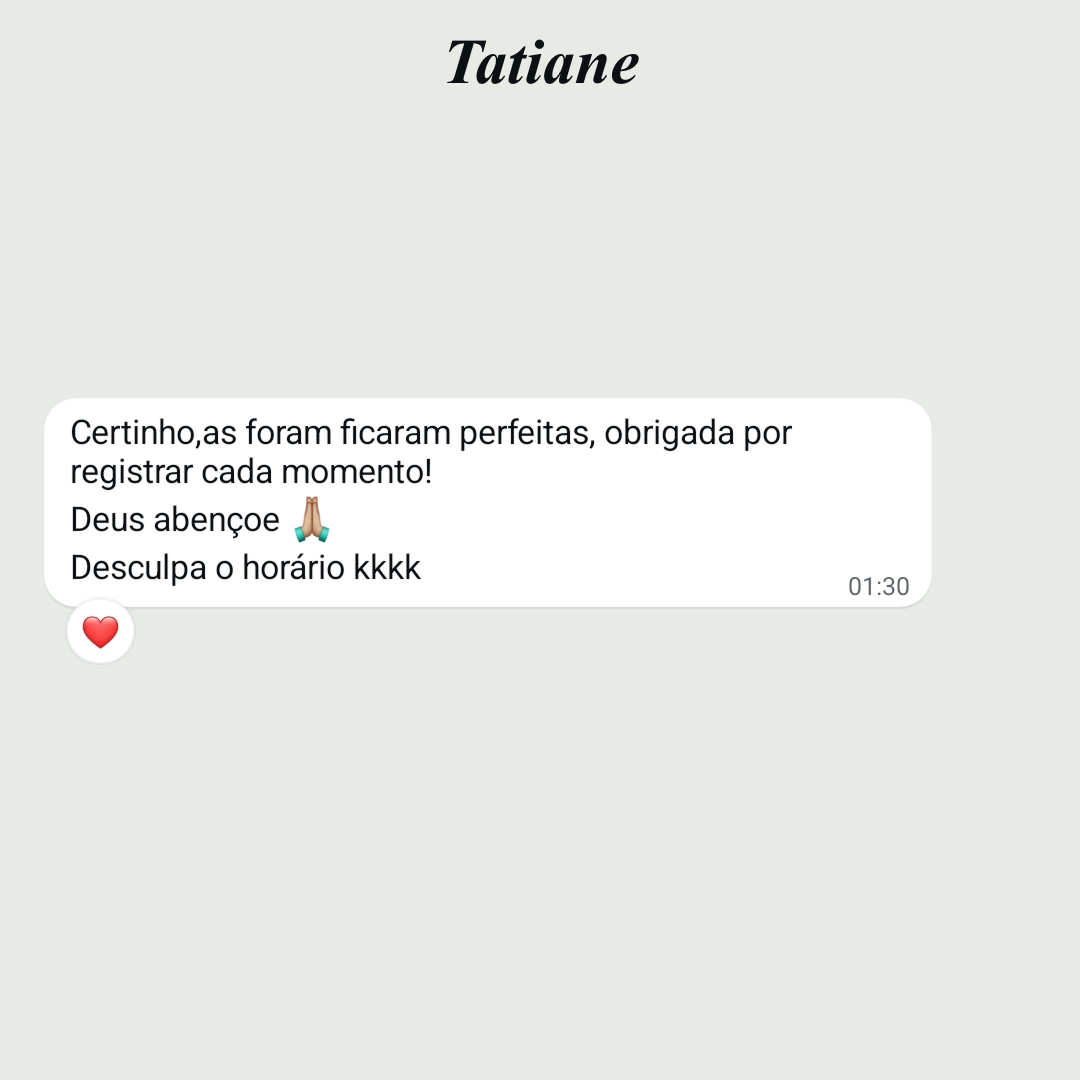 Tatiane
Certinho,as foram ficaram perfeitas, obrigada por
registrar cada momento!
Deus abençoe 🙏🏼
Desculpa o horário kkkk
01:30